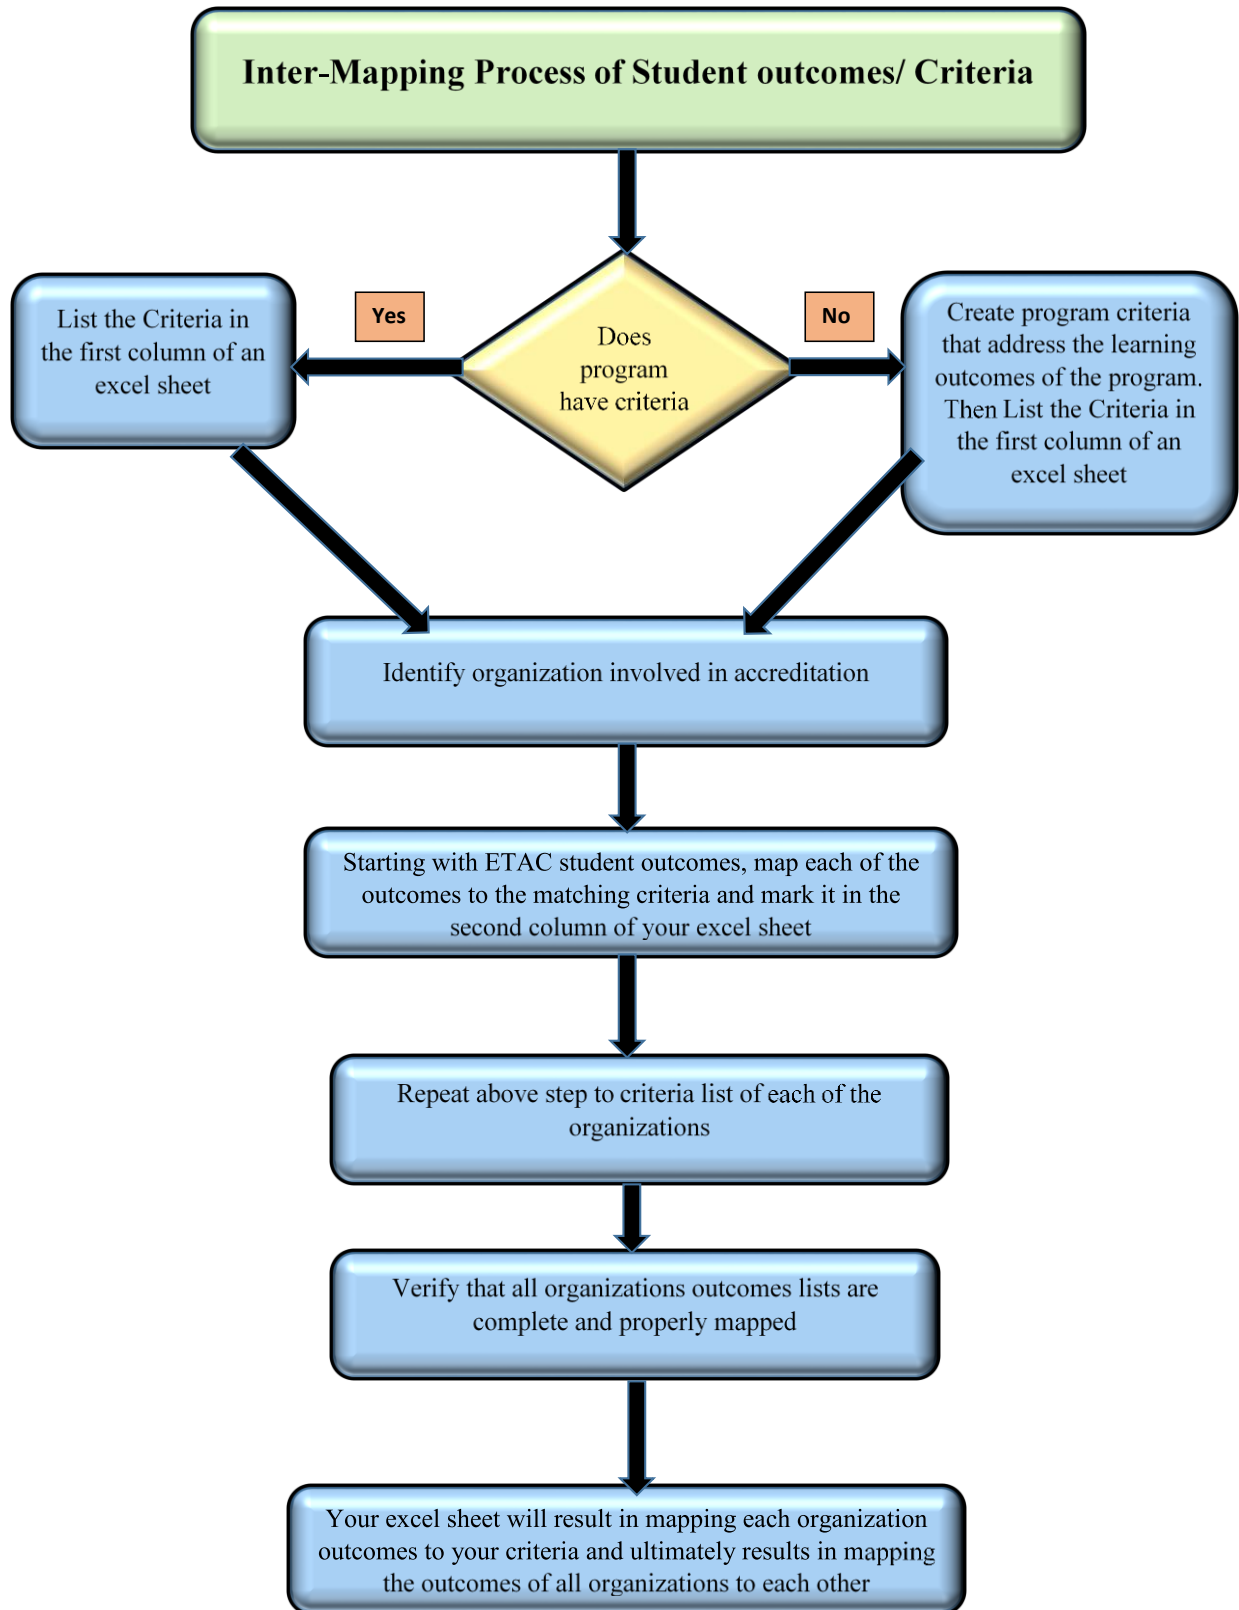 Inter-Mapping Process of Student outcomes/ Criteria
Yes
No
List the Criteria in
the first column of an
excel sheet
Does
program
have criteria
Create program criteria
that address the learning
outcomes of the program.
Then List the Criteria in
the first column of an
excel sheet
Identify organization involved in accreditation
Starting with ETAC student outcomes, map each of the
outcomes to the matching criteria and mark it in the
second column of your excel sheet
Repeat above step to criteria list of each of the
organizations
Verify that all organizations outcomes lists are
complete and properly mapped
Your excel sheet will result in mapping each organization
outcomes to your criteria and ultimately results in mapping
the outcomes of all organizations to each other